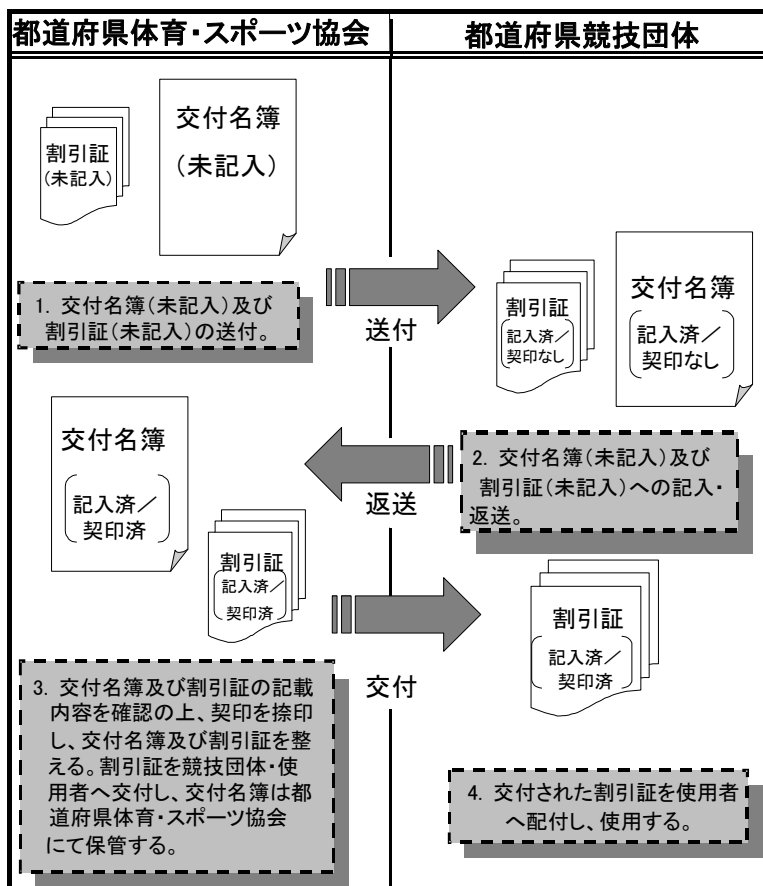 都道府県体育・スポーツ協会
都道府県競技団体
割引証
(未記入)
交付名簿
(未記入)
1. 交付名簿(未記入)及び
割引証(未記入)の送付。
送付
割引証
記入済/
契印なし
交付名簿
記入済/
契印なし
交付名簿
記入済/
契印済
返送
2. 交付名簿(未記入)及び
割引証(未記入)への記入・
返送。
割引証
記入済/
契印済
交付
割引証
記入済/
契印済
3. 交付名簿及び割引証の記載
内容を確認の上、契印を捺印
し、交付名簿及び割引証を整
える。割引証を競技団体・使
用者へ交付し、交付名簿は都
道府県体育・スポーツ協会
にて保管する。
4. 交付された割引証を使用者
へ配付し、使用する。